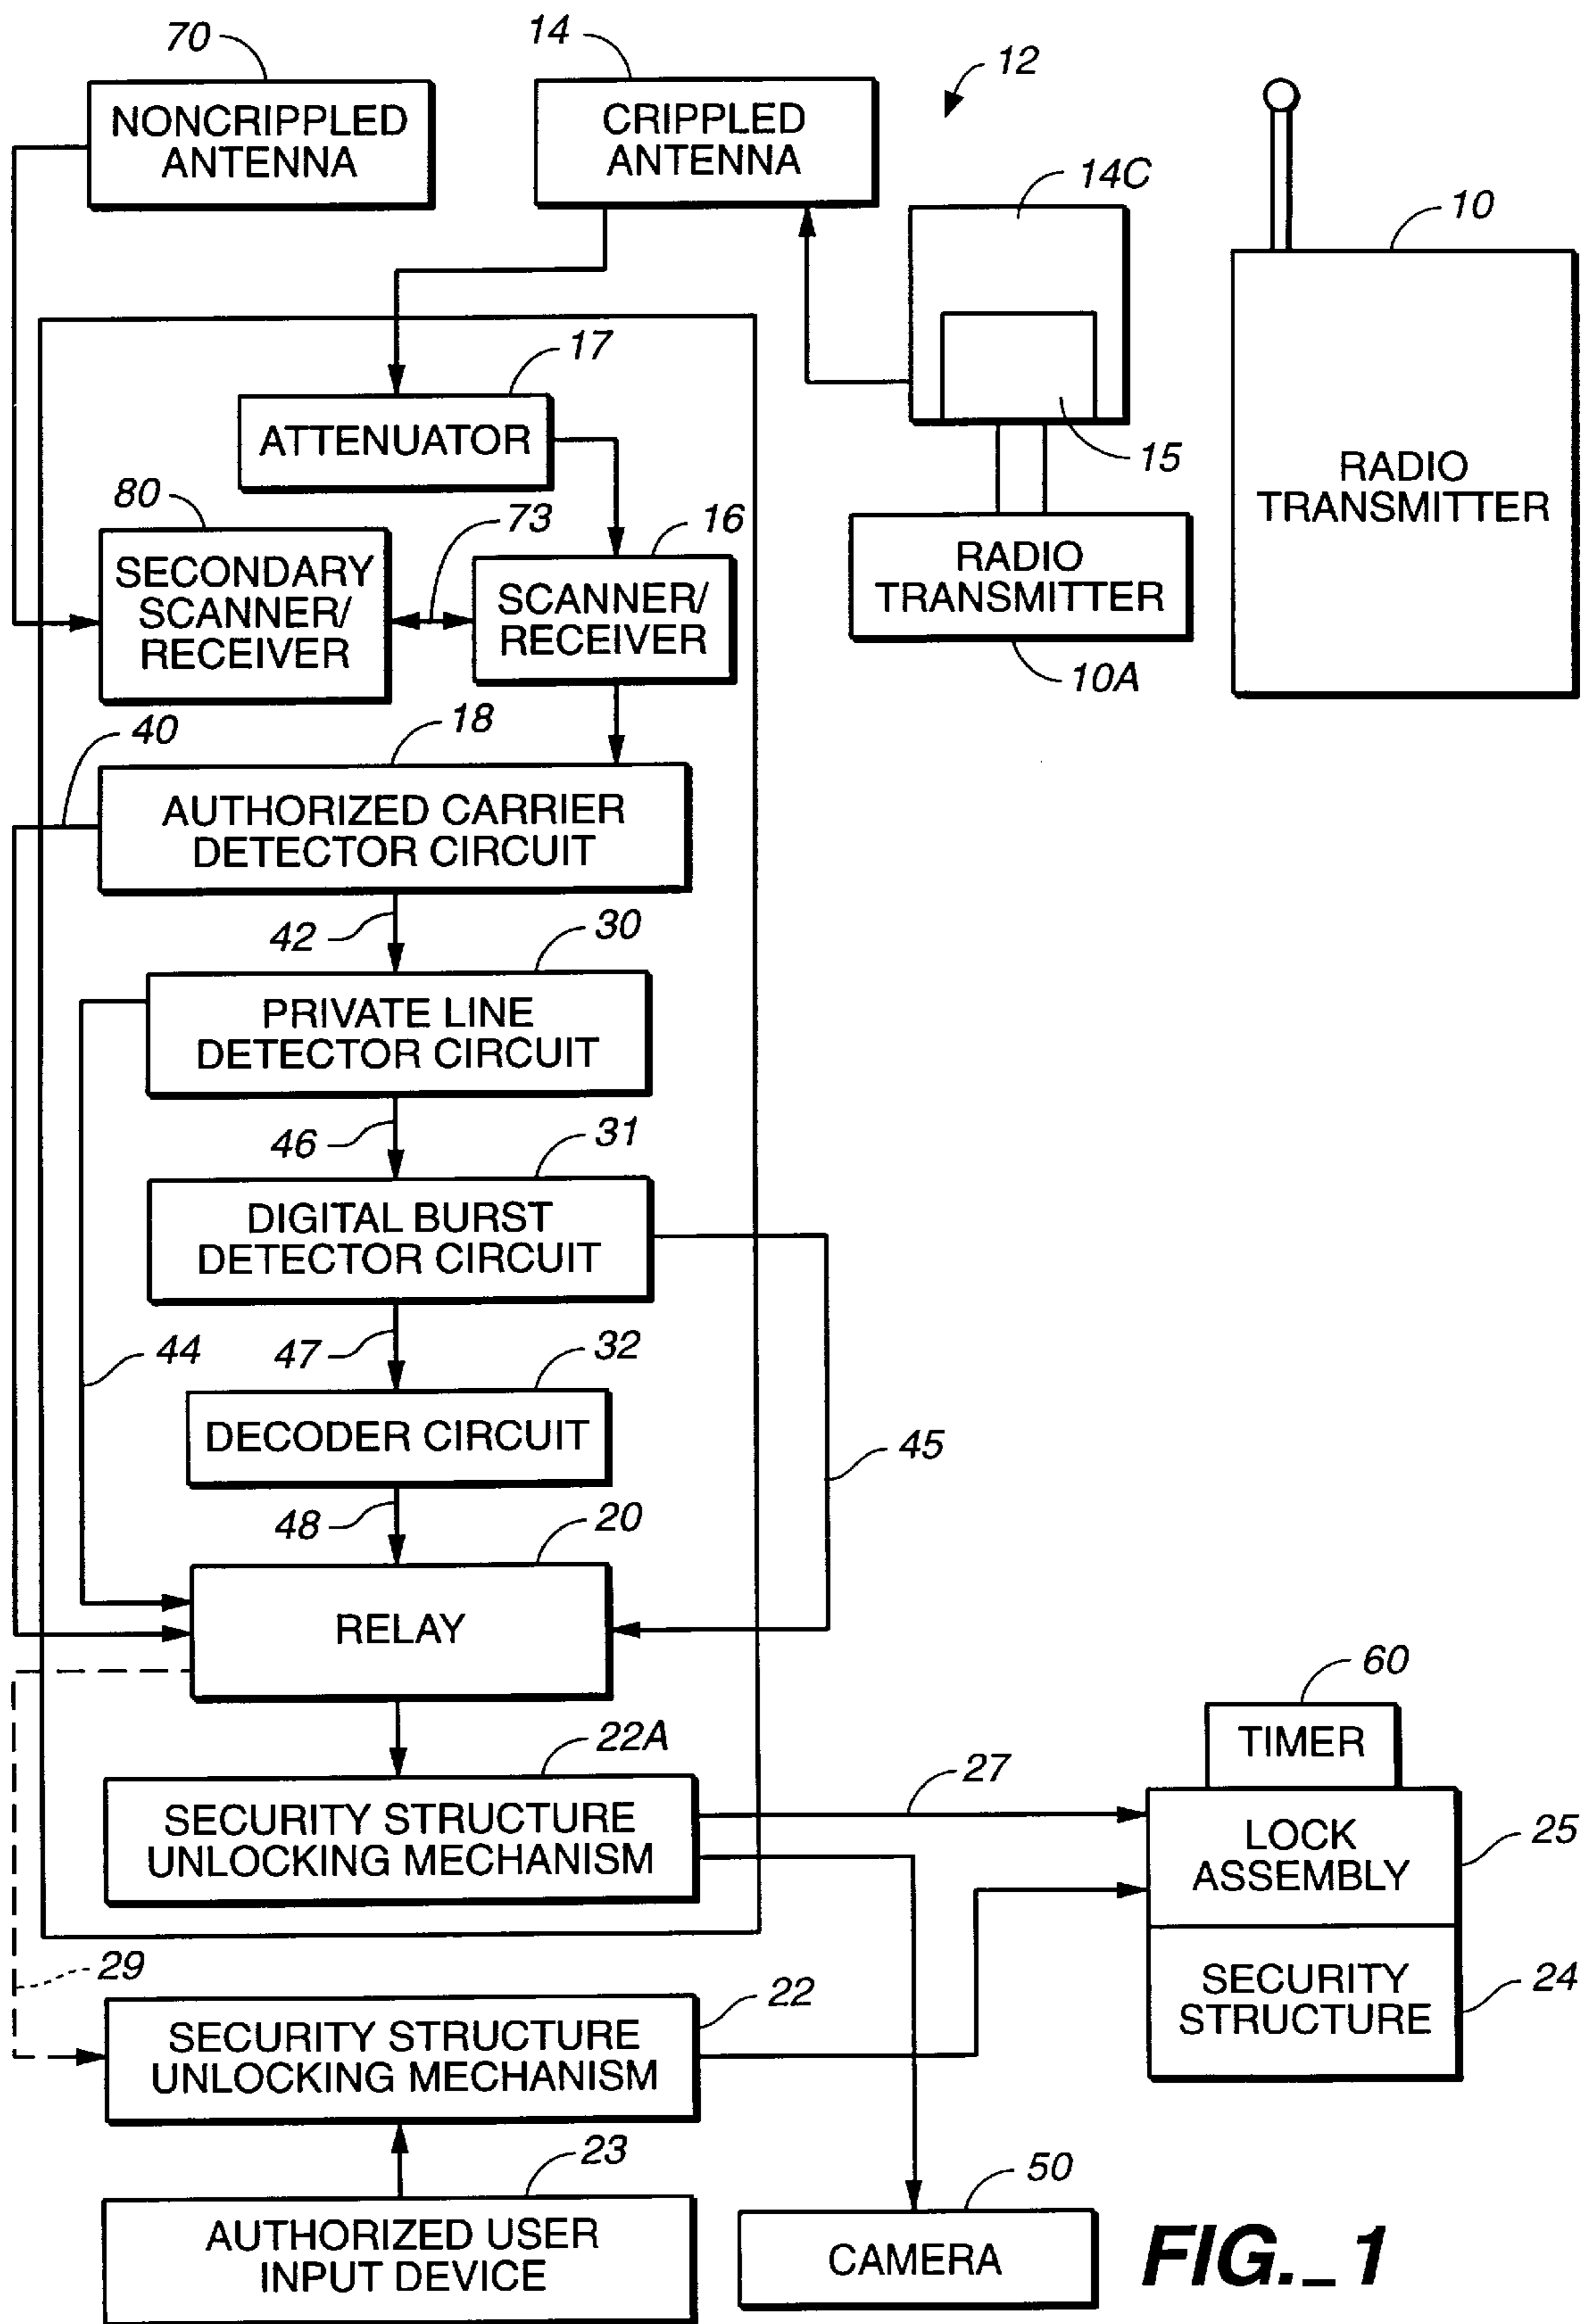 70
14
12
NONCRIPPLED
ANTENNA
CRIPPLED
ANTENNA
14C
10
17
ATTENUATOR
15
RADIO
TRANSMITTER
80
73
16
SECONDARY
SCANNER/
RECEIVER
SCANNER/
RECEIVER
RADIO
TRANSMITTER
10A
40
18
AUTHORIZED CARRIER
DETECTOR CIRCUIT
42
30
PRIVATE LINE
DETECTOR CIRCUIT
46
31
DIGITAL BURST
DETECTOR CIRCUIT
44
47
32
DECODER CIRCUIT
45
48
20
RELAY
60
TIMER
22A
27
SECURITY STRUCTURE
UNLOCKING MECHANISM
LOCK
ASSEMBLY
25
29
22
SECURITY STRUCTURE
UNLOCKING MECHANISM
SECURITY
STRUCTURE
24
23
50
AUTHORIZED USER
INPUT DEVICE
CAMERA
FIG._1